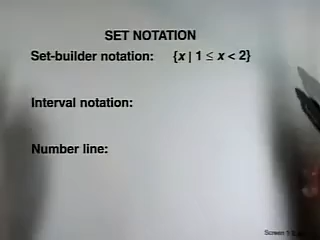 SET NOTATION
Set-builder notation: {x | 1 ≤ x < 2}
Interval notation:
Number line: